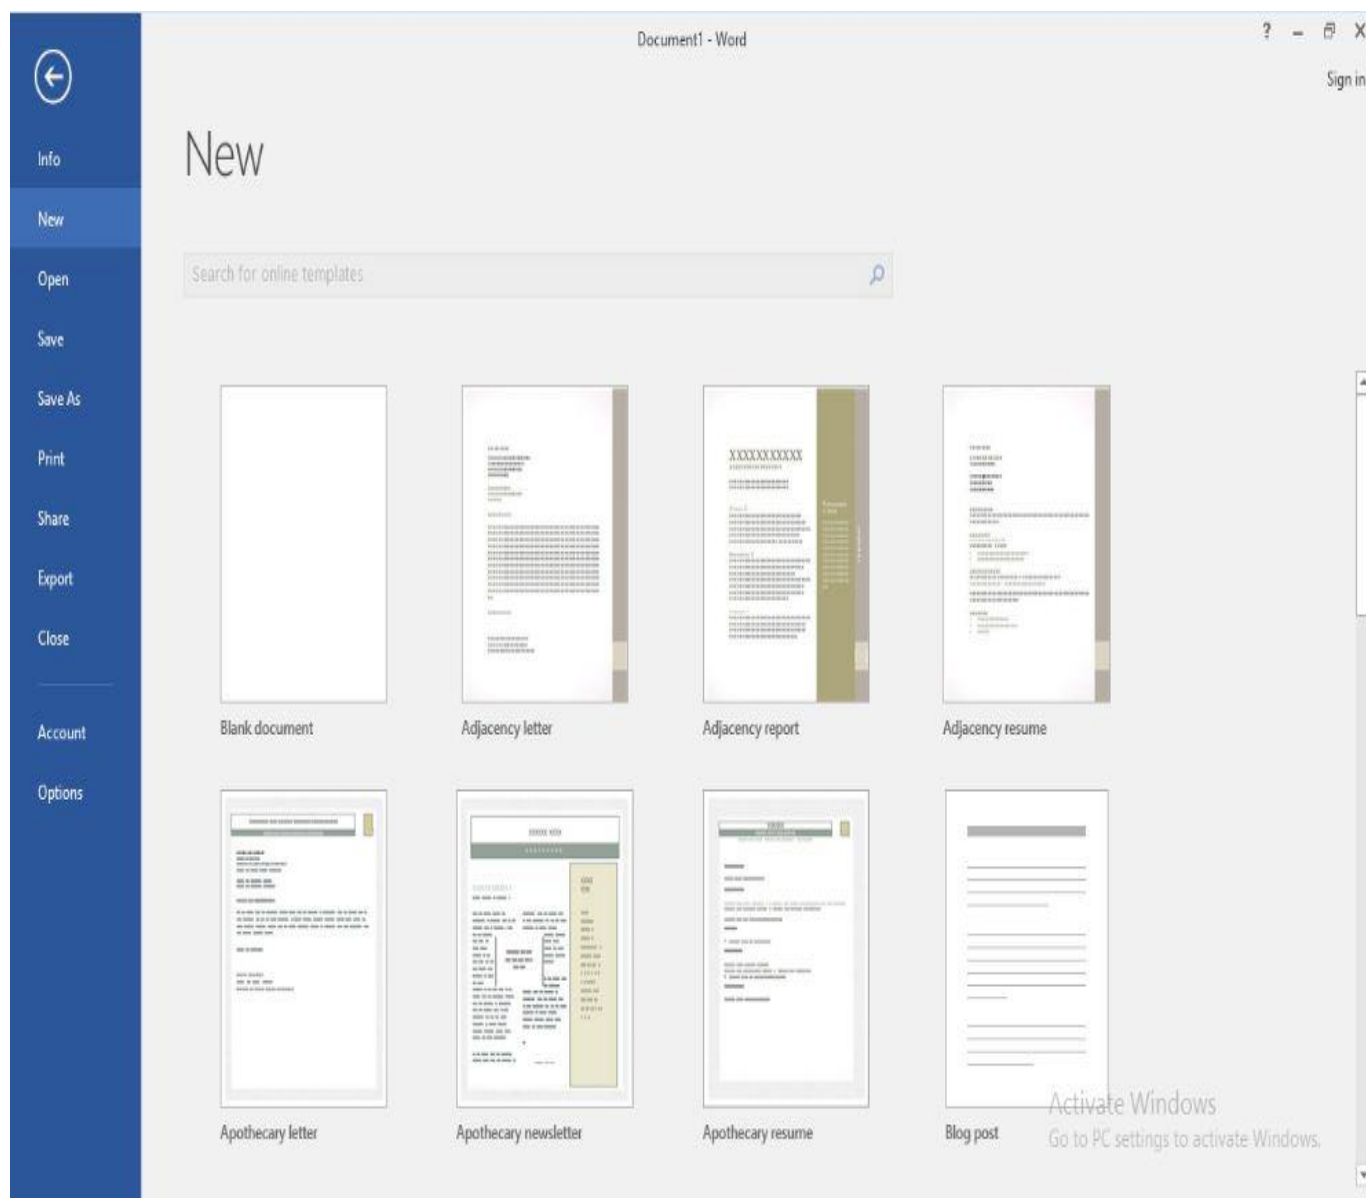 Document1 - Word
?
Sign in
Info
New
Open
Save
Save As
Print
Share
Export
Close
Account
Options
New
Search for online templates
Blank document
Adjacency letter
XXXXXXXXXXX
Adjacency report
Adjacency resume
Apothecary letter
Apothecary newsletter
Apothecary resume
Blog post
Activate Windows
Go to PC settings to activate Windows.